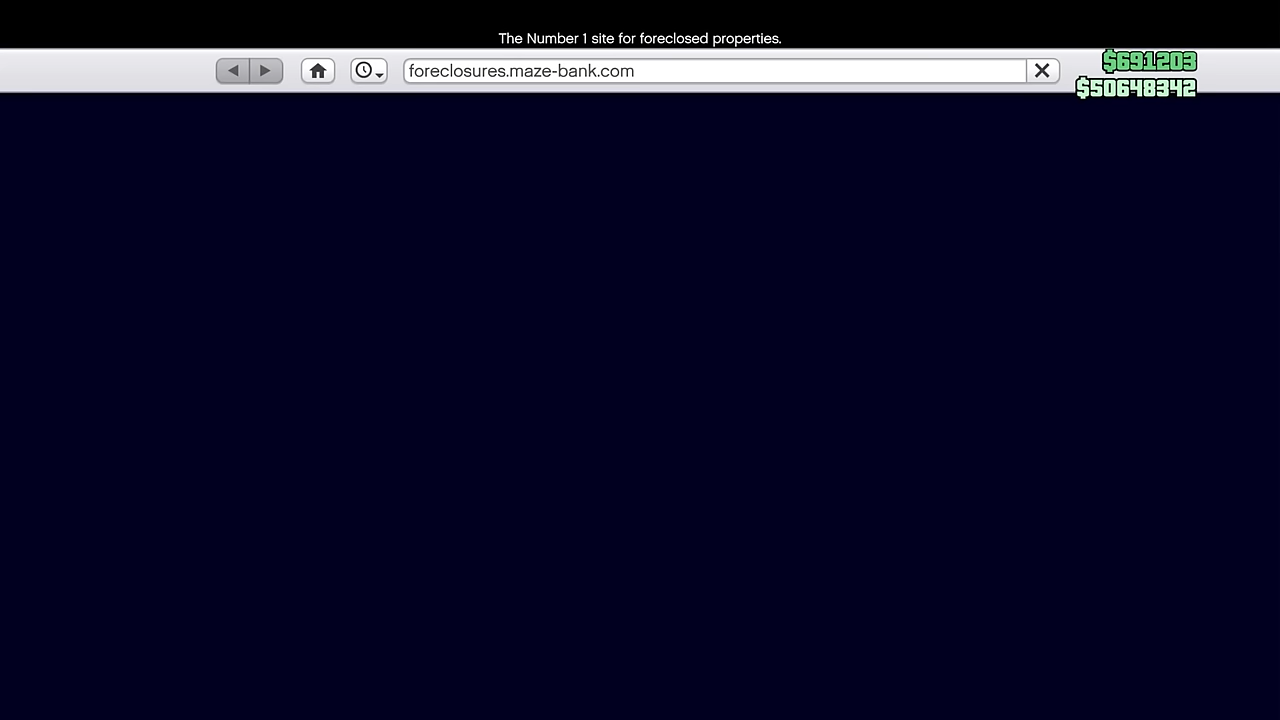 The Number 1 site for foreclosed properties.
foreclosures.maze-bank.com
$691203
$50648342